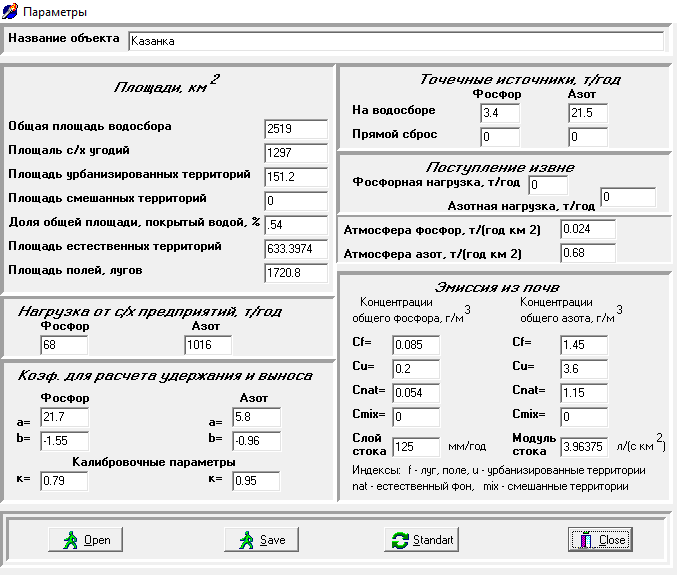 Параметры
Название объекта Казанка
Площади, км 2
Общая площадь водосбора 2519
Площаль с/х угодий 1297
Площадь урбанизированных территорий 151.2
Площадь смешанных территорий 0
Доля общей площади, покрытый водой, % .54
Площадь естественных территорий 633.3974
Площадь полей, лугов 1720.8
Нагрузка от с/х предприятий, т/год
Фосфор Азот
68 1016
Коэф. для расчета удержания и выноса
Фосфор Азот
a= 21.7 a= 5.8
b= -1.55 b= -0.96
Калибровочные параметры
к= 0.79 к= 0.95
Точечные источники, т/год
Фосфор Азот
На водосборе 3.4 21.5
Прямой сброс 0 0
Поступление извне
Фосфорная нагрузка, т/год 0
Азотная нагрузка, т/год 0
Атмосфера фосфор, т/(год км 2) 0.024
Атмосфера азот, т/(год км 2) 0.68
Эмиссия из почв
Концентрации Концентрации
общего фосфора, г/м 3 общего азота, г/м 3
Cf= 0.085 Cf= 1.45
Cu= 0.2 Cu= 3.6
Cnat= 0.054 Cnat= 1.15
Cmix= 0 Cmix= 0
Слой Модуль
стока 125 мм/год стока 3.96375 л/(с км 2)
Индексы: f - луг, поле, u - урбанизированные территории
nat - естественный фон, mix - смешанные территории
Open Save Standart Close